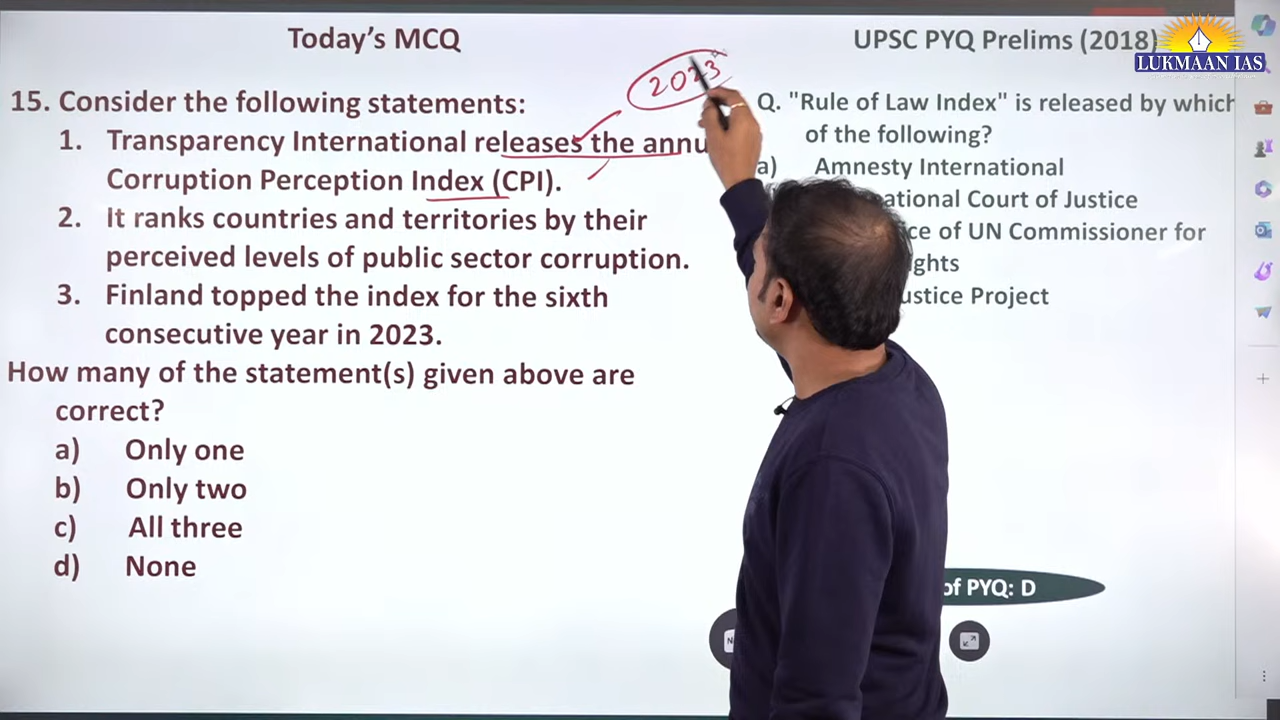 Today's MCQ
UPSC PYQ Prelims (2018)
LUKMAAN IAS
2023
15. Consider the following statements:
1. Transparency International releases the annu
Corruption Perception Index (CPI).
2. It ranks countries and territories by their
perceived levels of public sector corruption.
3. Finland topped the index for the sixth
consecutive year in 2023.
How many of the statement(s) given above are
correct?
a) Only one
b) Only two
c) All three
d) None
Q. "Rule of Law Index" is released by which
of the following?
a) Amnesty International
ational Court of Justice
ice of UN Commissioner for
ghts
ustice Project
of PYQ: D